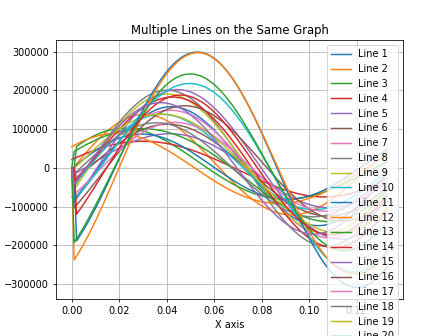 Multiple Lines on the Same Graph
300000
200000
100000
0
-100000
-200000
-300000
0.00
0.02
0.04
0.06
0.08
0.10
X axis
Line 1
Line 2
Line 3
Line 4
Line 5
Line 6
Line 7
Line 8
Line 9
Line 10
Line 11
Line 12
Line 13
Line 14
Line 15
Line 16
Line 17
Line 18
Line 19
Line 20